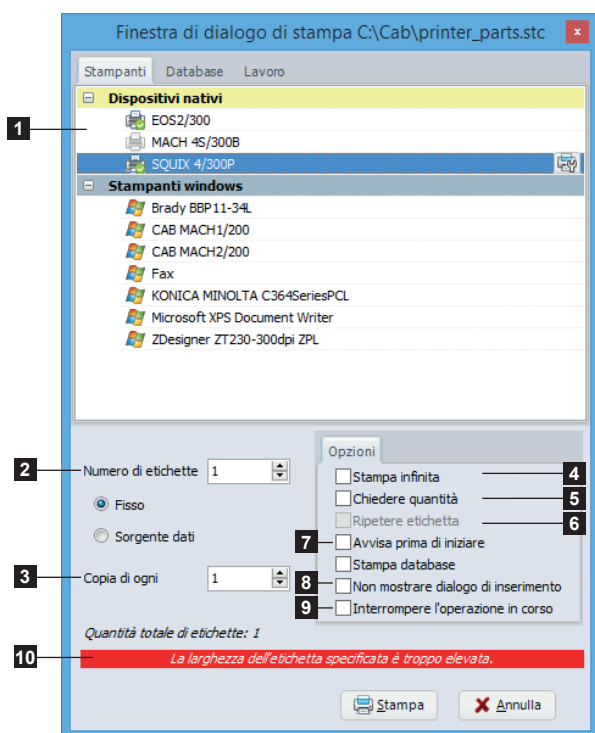 Finestra di dialogo di stampa C:\Cab\printer_parts.stc x
Stampanti Database Lavoro
Dispositivi nativi
EOS2/300
1
MACH 4S/300B
SQUIX 4/300P
Stampanti windows
Brady BBP11-34L
CAB MACH1/200
CAB MACH2/200
Fax
KONICA MINOLTA C364SeriesPCL
Microsoft XPS Document Writer
ZDesigner ZT230-300dpi ZPL
2 Numero di etichette 1
Fisso
Sorgente dati
3 Copia di ogni 1
Opzioni
Stampa infinita 4
Chiedere quantità 5
Ripetere etichetta 6
7 Avvisa prima di iniziare
Stampa database
8 Non mostrare dialogo di inserimento
9 Interrompere l'operazione in corso
Quantità totale di etichette: 1
10 La larghezza dell'etichetta specificata è troppo elevata.
Stampa Annulla